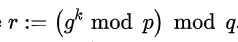 r := (g^k mod p) mod q.